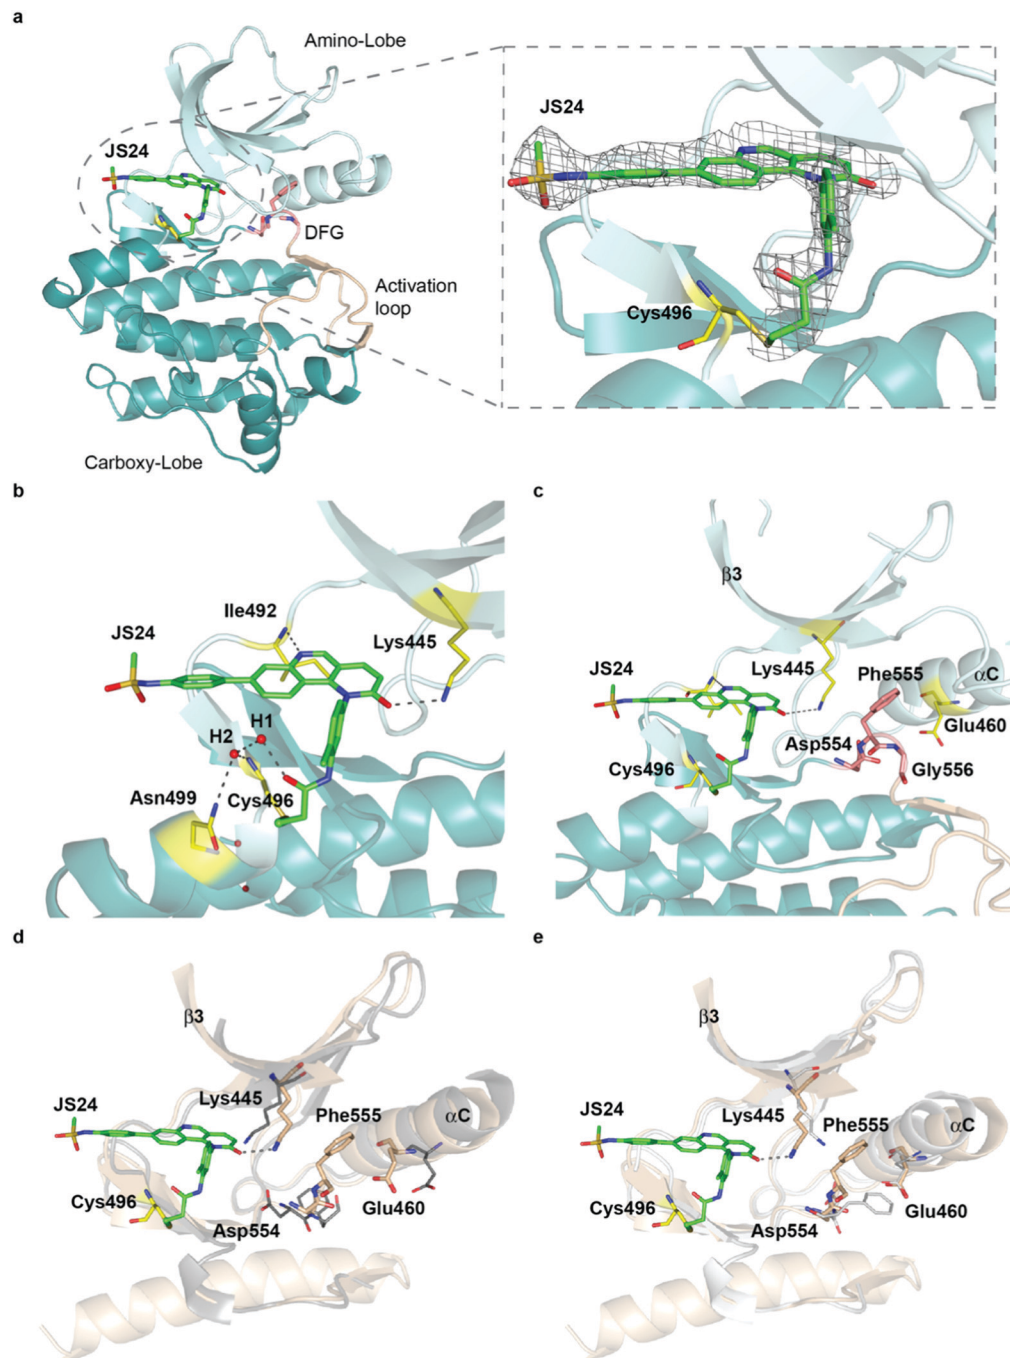 a
Amino-Lobe
JS24
DFG
Activation
loop
Carboxy-Lobe
JS24
Cys496
b
Ile492
Lys445
JS24
H1
H2
Asn499
Cys496
c
β3
Lys445
JS24
Phe555
αC
Glu460
Asp554
Cys496
Gly556
d
β3
Lys445
JS24
Phe555
αC
Cys496
Glu460
Asp554
e
β3
Lys445
JS24
Phe555
αC
Cys496
Glu460
Asp554